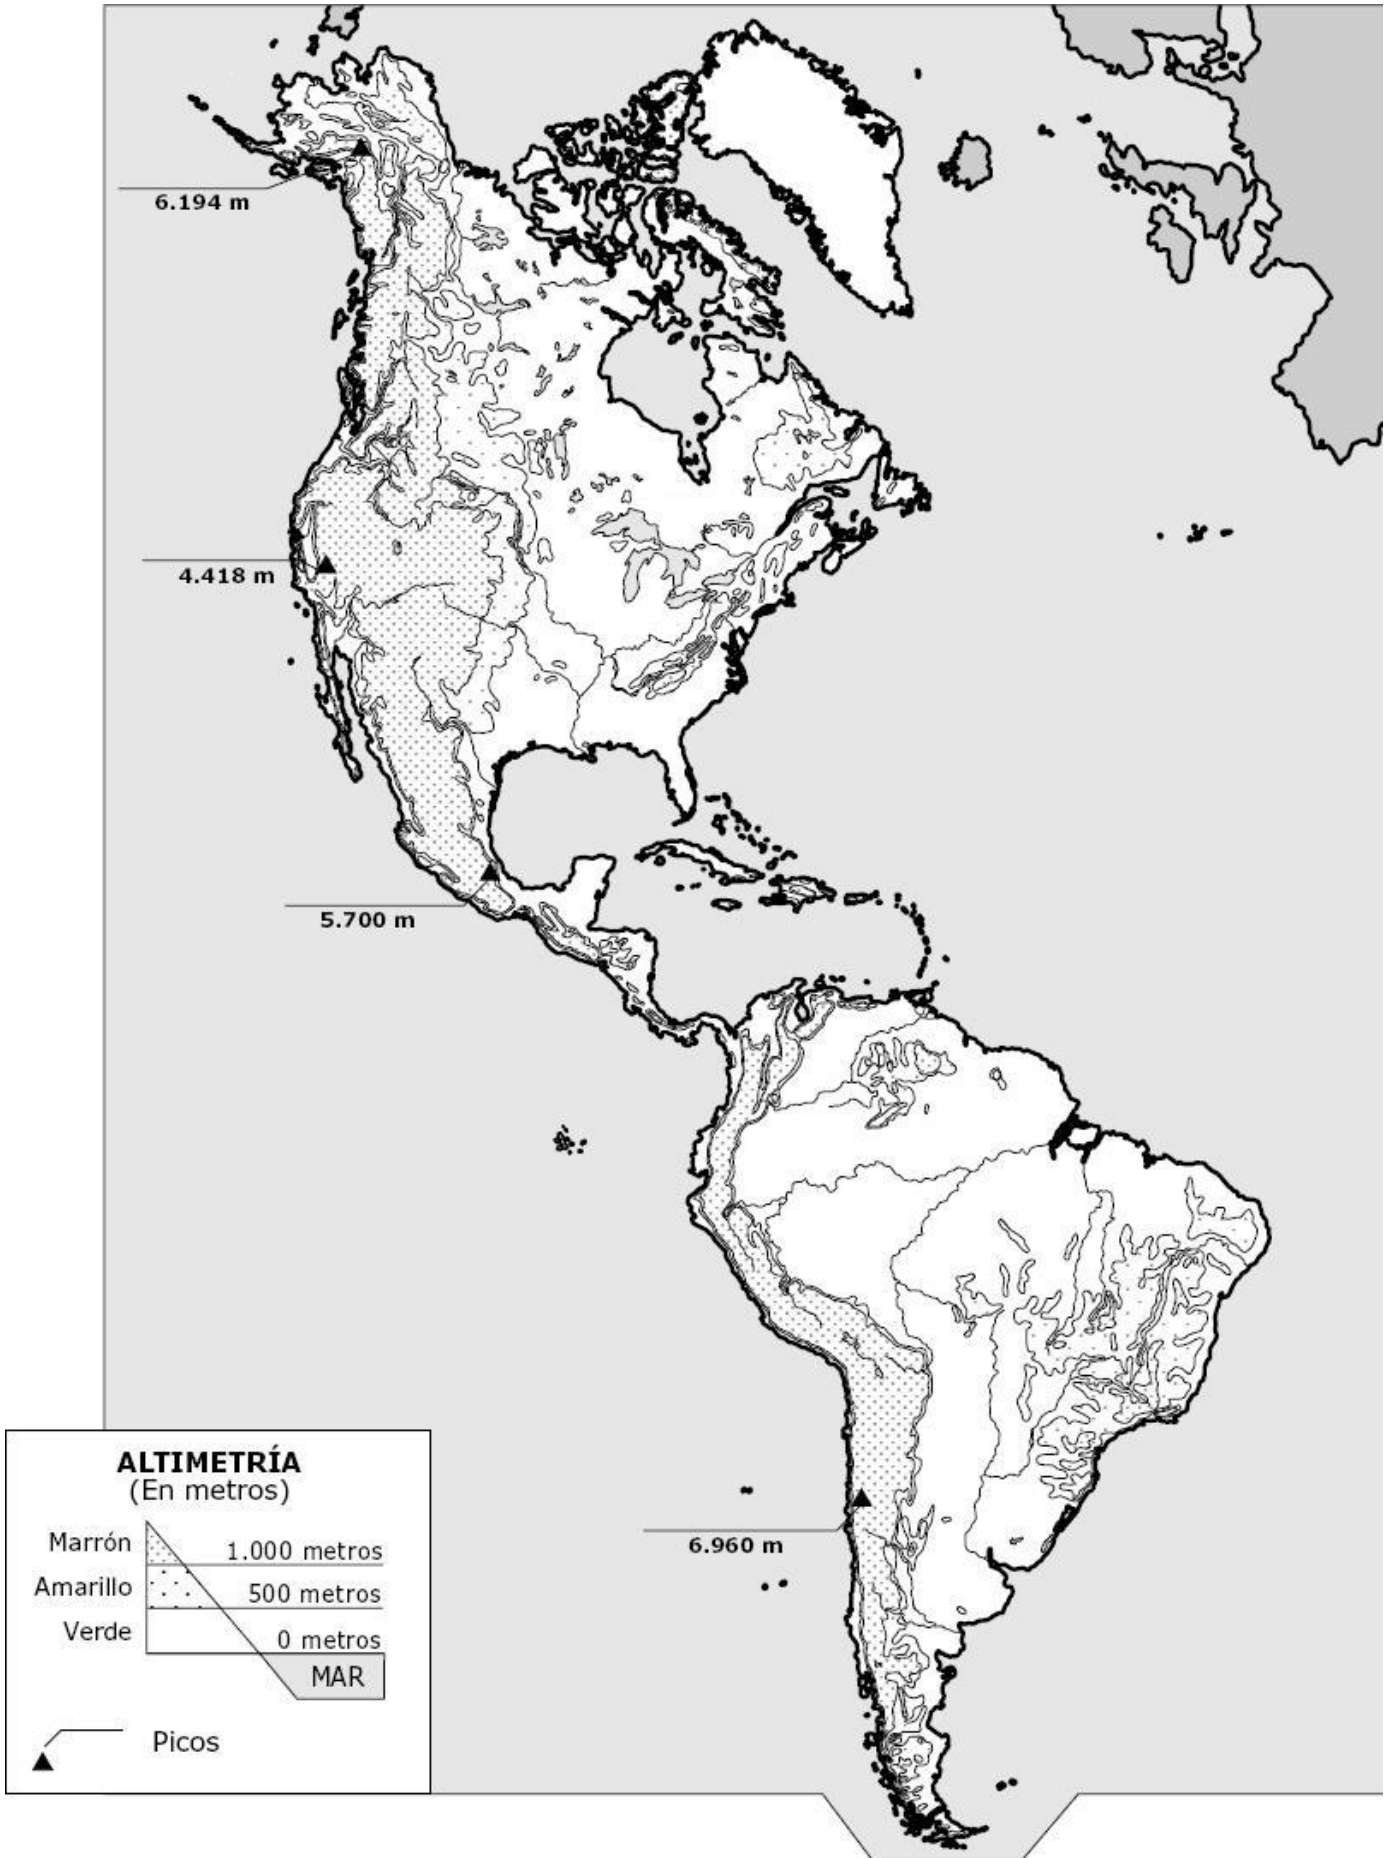 6.194 m
4.418 m
5.700 m
6.960 m
ALTIMETRÍA
(En metros)
Marrón
1.000 metros
Amarillo
500 metros
Verde
0 metros
MAR
Picos